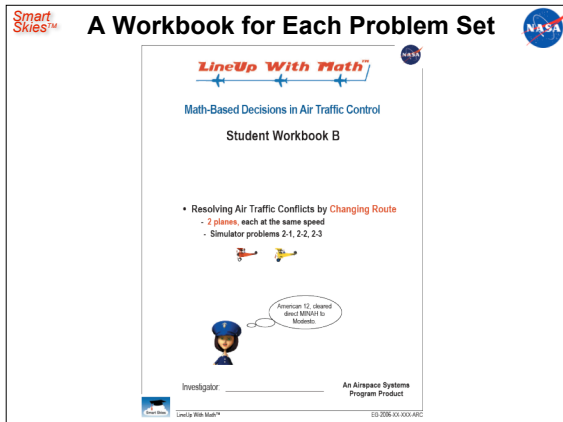 Smart
Skies™
A Workbook for Each Problem Set
NASA
NASA
LineUp With Math™
Math-Based Decisions in Air Traffic Control
Student Workbook B
• Resolving Air Traffic Conflicts by Changing Route
- 2 planes, each at the same speed
- Simulator problems 2-1, 2-2, 2-3
American 12, cleared
direct MINAH to
Modesto.
Investigator: ____________________
An Airspace Systems
Program Product
Smart Skies
LineUp With Math™
EG-2006-XX-XXX-ARC